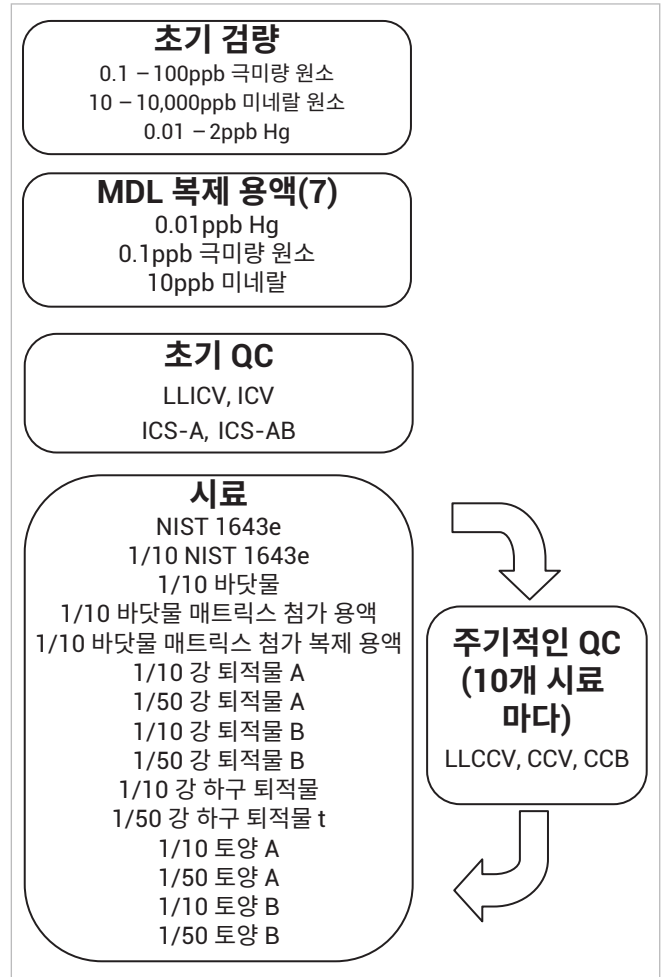 초기 검량
0.1 – 100ppb 극미량 원소
10 – 10,000ppb 미네랄 원소
0.01 – 2ppb Hg
MDL 복제 용액(7)
0.01ppb Hg
0.1ppb 극미량 원소
10ppb 미네랄
초기 QC
LLICV, ICV
ICS-A, ICS-AB
시료
NIST 1643e
1/10 NIST 1643e
1/10 바닷물
1/10 바닷물 매트릭스 첨가 용액
1/10 바닷물 매트릭스 첨가 복제 용액
1/10 강 퇴적물 A
1/50 강 퇴적물 A
1/10 강 퇴적물 B
1/50 강 퇴적물 B
1/10 강 하구 퇴적물
1/50 강 하구 퇴적물 t
1/10 토양 A
1/50 토양 A
1/10 토양 B
1/50 토양 B
주기적인 QC
(10개 시료
마다)
LLCCV, CCV, CCB